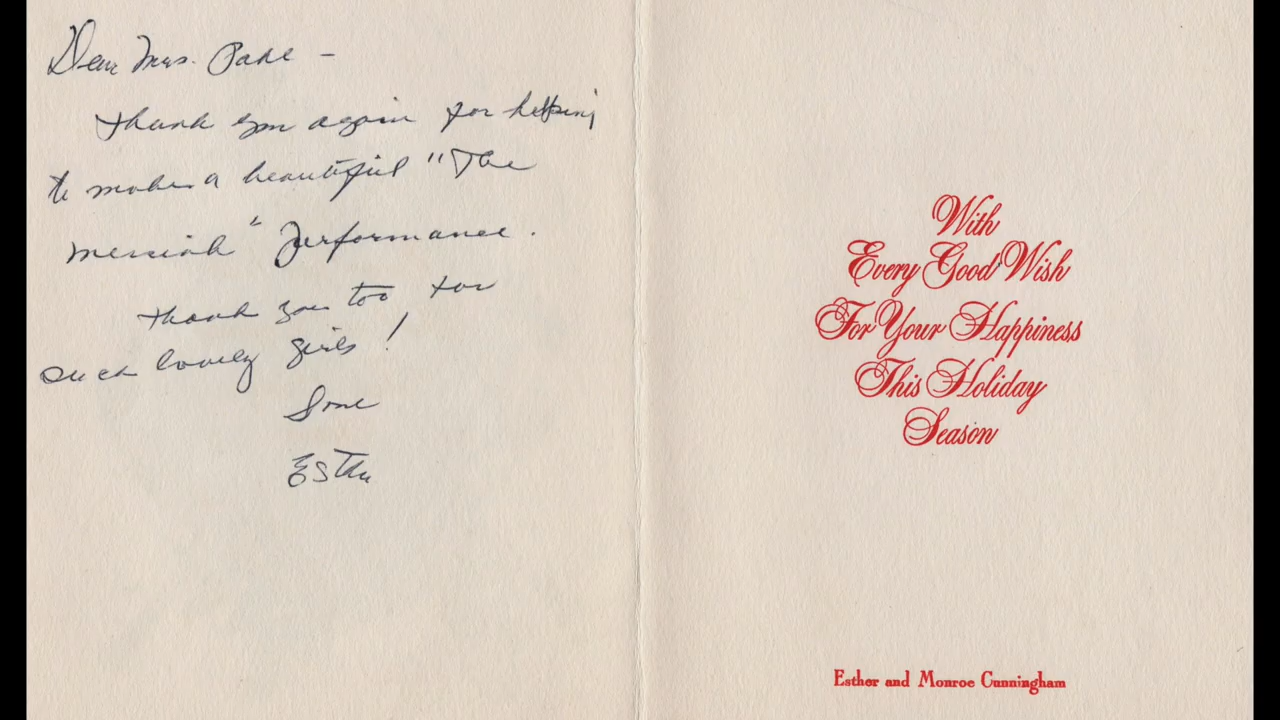 Dear Mrs. Pahe –
Thank you again for helping
to make a beautiful "The
Messiah" performance.
Thank you too for
such lovely girls!
Love
Esther
With
Every Good Wish
For Your Happiness
This Holiday
Season
Esther and Monroe Cunningham